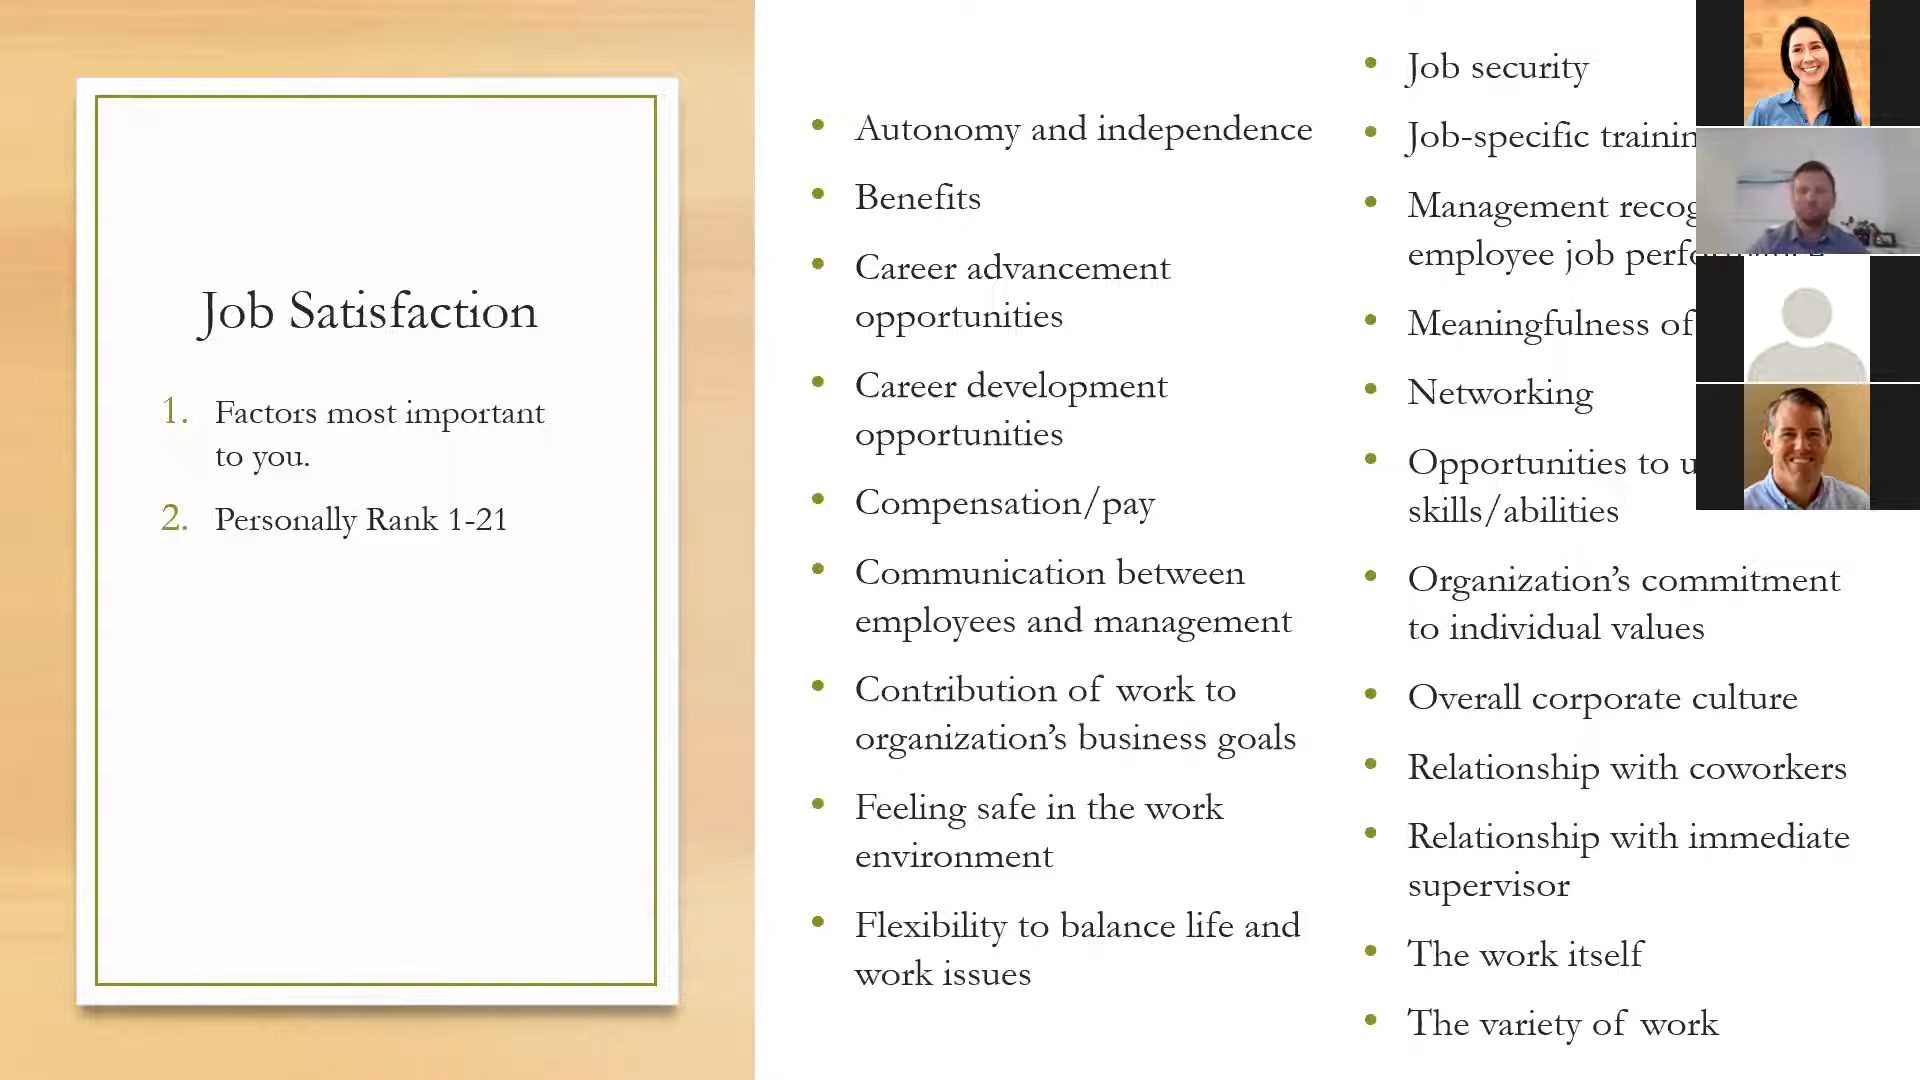 Job Satisfaction
1. Factors most important
to you.
2. Personally Rank 1-21
• Autonomy and independence
• Benefits
• Career advancement
opportunities
• Career development
opportunities
• Compensation/pay
• Communication between
employees and management
• Contribution of work to
organization’s business goals
• Feeling safe in the work
environment
• Flexibility to balance life and
work issues
• Job security
• Job-specific
• Management
employee job
• Meaningfulness of
• Networking
• Opportunities to
skills/abilities
• Organization’s commitment
to individual values
• Overall corporate culture
• Relationship with coworkers
• Relationship with immediate
supervisor
• The work itself
• The variety of work